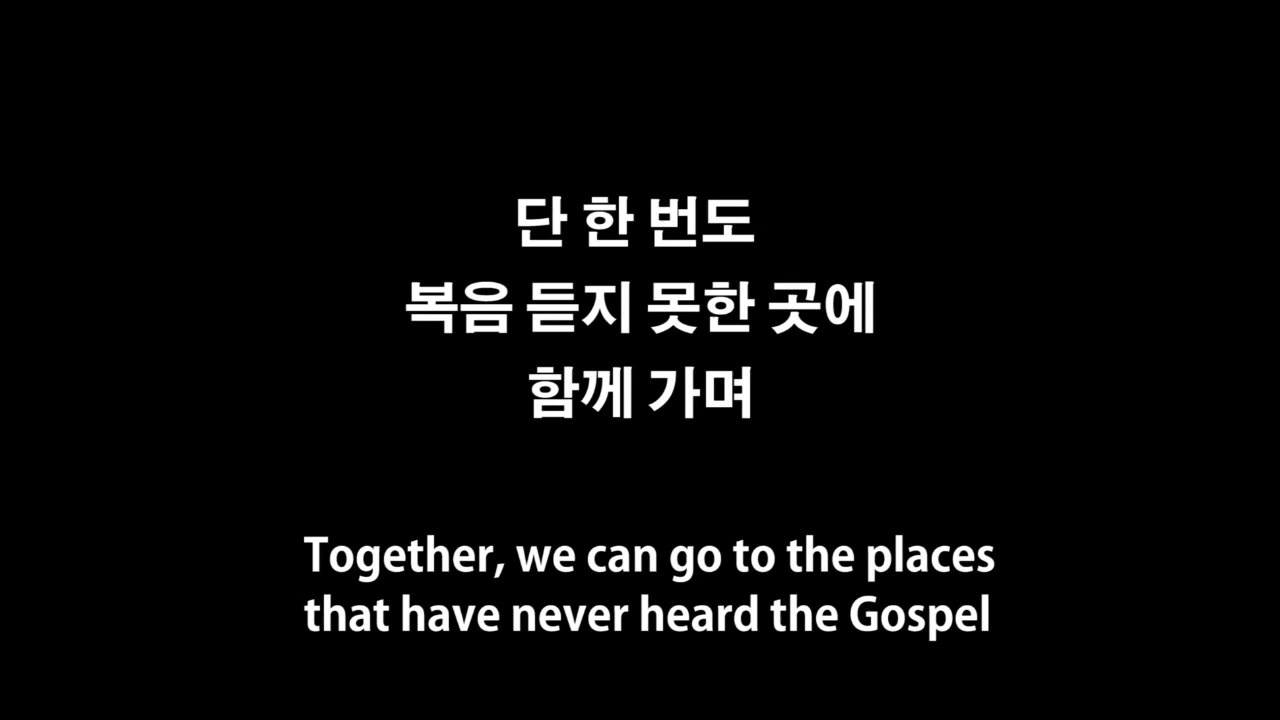 단 한 번도
복음 듣지 못한 곳에
함께 가며
Together, we can go to the places
that have never heard the Gospel